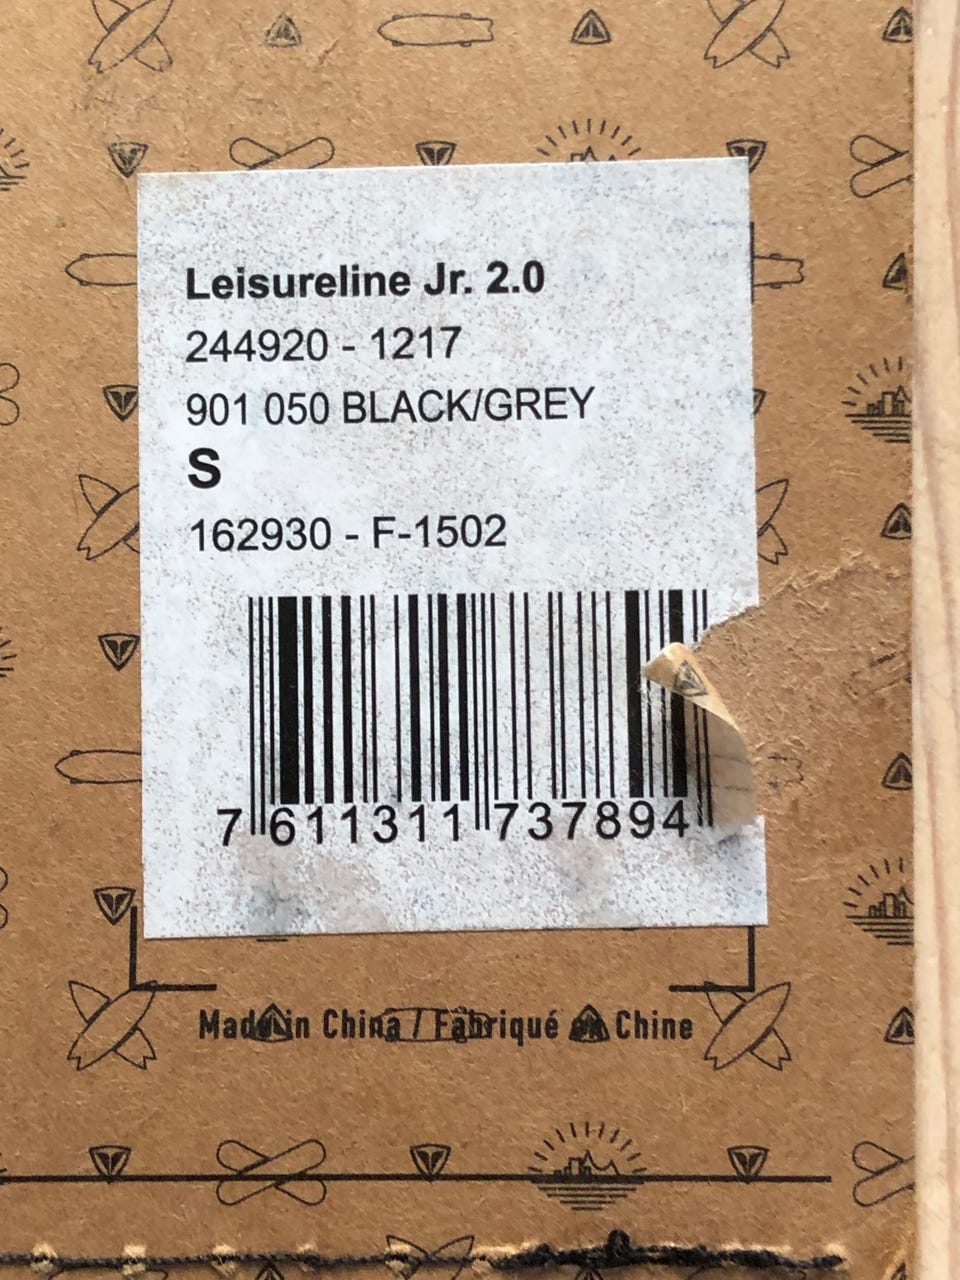 Leisureline Jr. 2.0
244920 - 1217
901 050 BLACK/GREY
S
162930 - F-1502
7 611311 737894
Made in China / Fabriqué en Chine